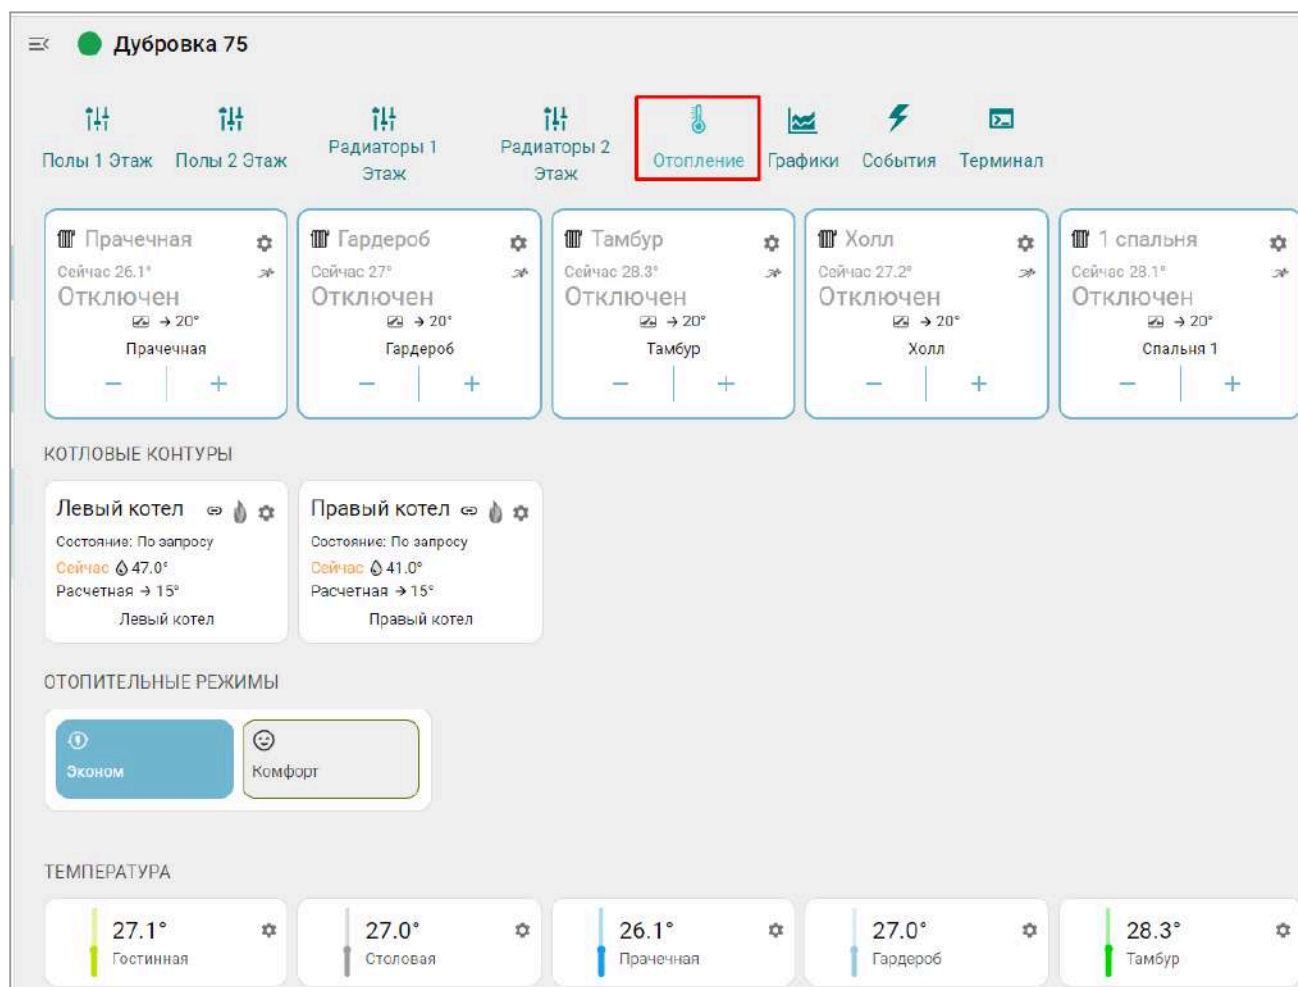 Дубровка 75
Полы 1 Этаж
Полы 2 Этаж
Радиаторы 1
Этаж
Радиаторы 2
Этаж
Отопление
Графики
События
Терминал
Прачечная
Сейчас 26.1°
Отключен
→ 20°
Прачечная
− +
Гардероб
Сейчас 27°
Отключен
→ 20°
Гардероб
− +
Тамбур
Сейчас 28.3°
Отключен
→ 20°
Тамбур
− +
Холл
Сейчас 27.2°
Отключен
→ 20°
Холл
− +
1 спальня
Сейчас 28.1°
Отключен
→ 20°
Спальня 1
− +
КОТЛОВЫЕ КОНТУРЫ
Левый котел
Состояние: По запросу
Сейчас 47.0°
Расчетная → 15°
Левый котел
Правый котел
Состояние: По запросу
Сейчас 41.0°
Расчетная → 15°
Правый котел
ОТОПИТЕЛЬНЫЕ РЕЖИМЫ
Эконом
Комфорт
ТЕМПЕРАТУРА
27.1°
Гостинная
27.0°
Столовая
26.1°
Прачечная
27.0°
Гардероб
28.3°
Тамбур